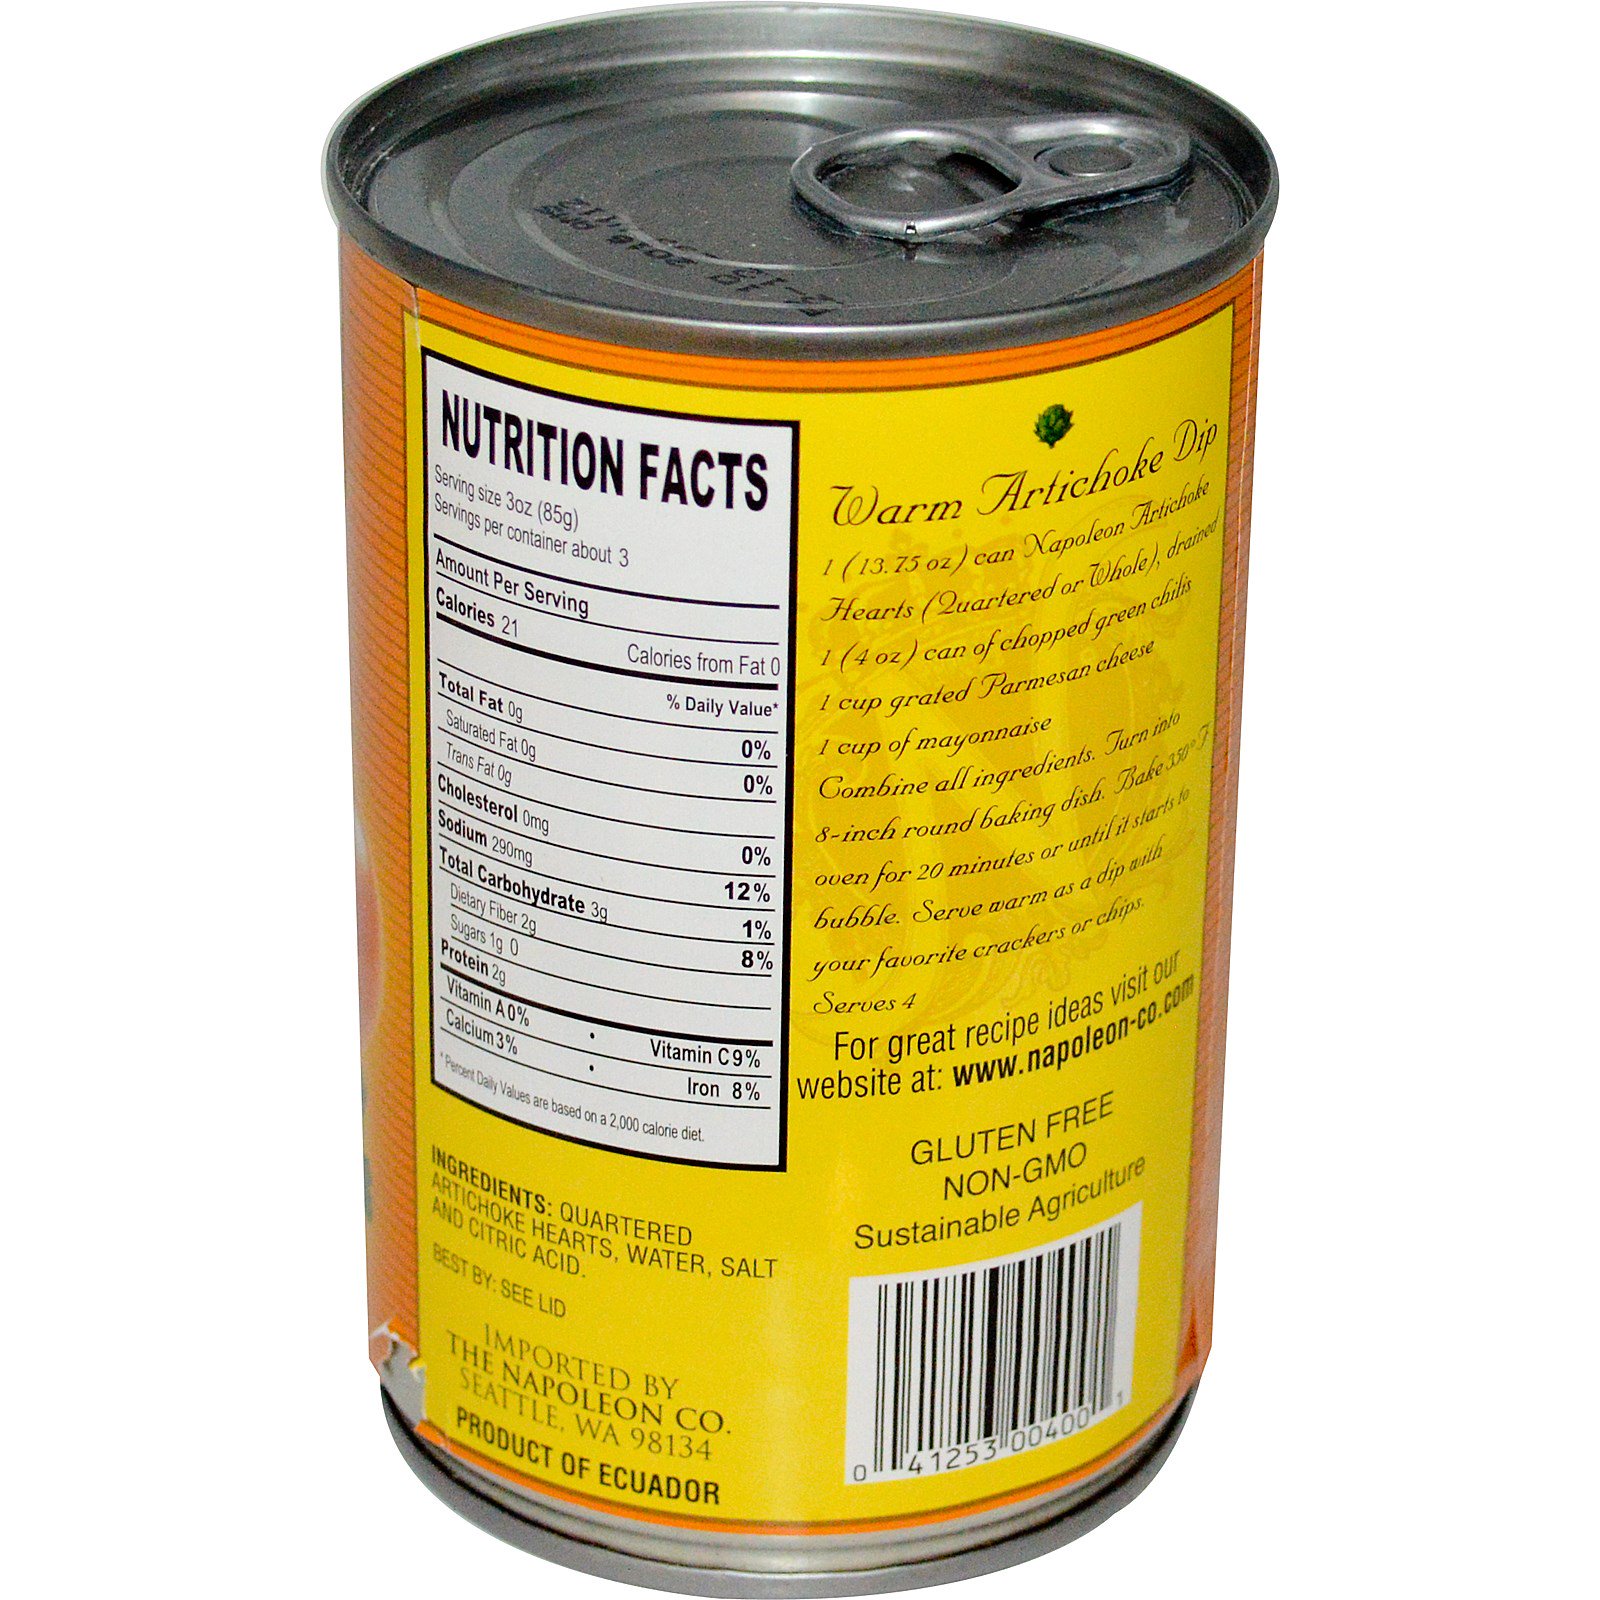 NUTRITION FACTS
Serving size 3oz (85g)
Servings per container about 3
Amount Per Serving
Calories 21
Calories from Fat 0
% Daily Value*
Total Fat 0g 0%
Saturated Fat 0g 0%
Trans Fat 0g
Cholesterol 0mg 0%
Sodium 290mg 12%
Total Carbohydrate 3g 1%
Dietary Fiber 2g 8%
Sugars 1g 0
Protein 2g
Vitamin A 0% • Vitamin C 9%
Calcium 3% • Iron 8%
* Percent Daily Values are based on a 2,000 calorie diet.
INGREDIENTS: QUARTERED
ARTICHOKE HEARTS, WATER, SALT
AND CITRIC ACID.
BEST BY: SEE LID
IMPORTED BY
THE NAPOLEON CO.
SEATTLE, WA 98134
PRODUCT OF ECUADOR
Warm Artichoke Dip
1 (13.75 oz) can Napoleon Artichoke
Hearts (Quartered or Whole), drained
1 (4 oz) can of chopped green chilis
1 cup grated Parmesan cheese
1 cup of mayonnaise
Combine all ingredients. Turn into
8-inch round baking dish. Bake 350° F
oven for 20 minutes or until it starts to
bubble. Serve warm as a dip with
your favorite crackers or chips.
Serves 4
For great recipe ideas visit our
website at: www.napoleon-co.com
GLUTEN FREE
NON-GMO
Sustainable Agriculture
0 41253 00400 1